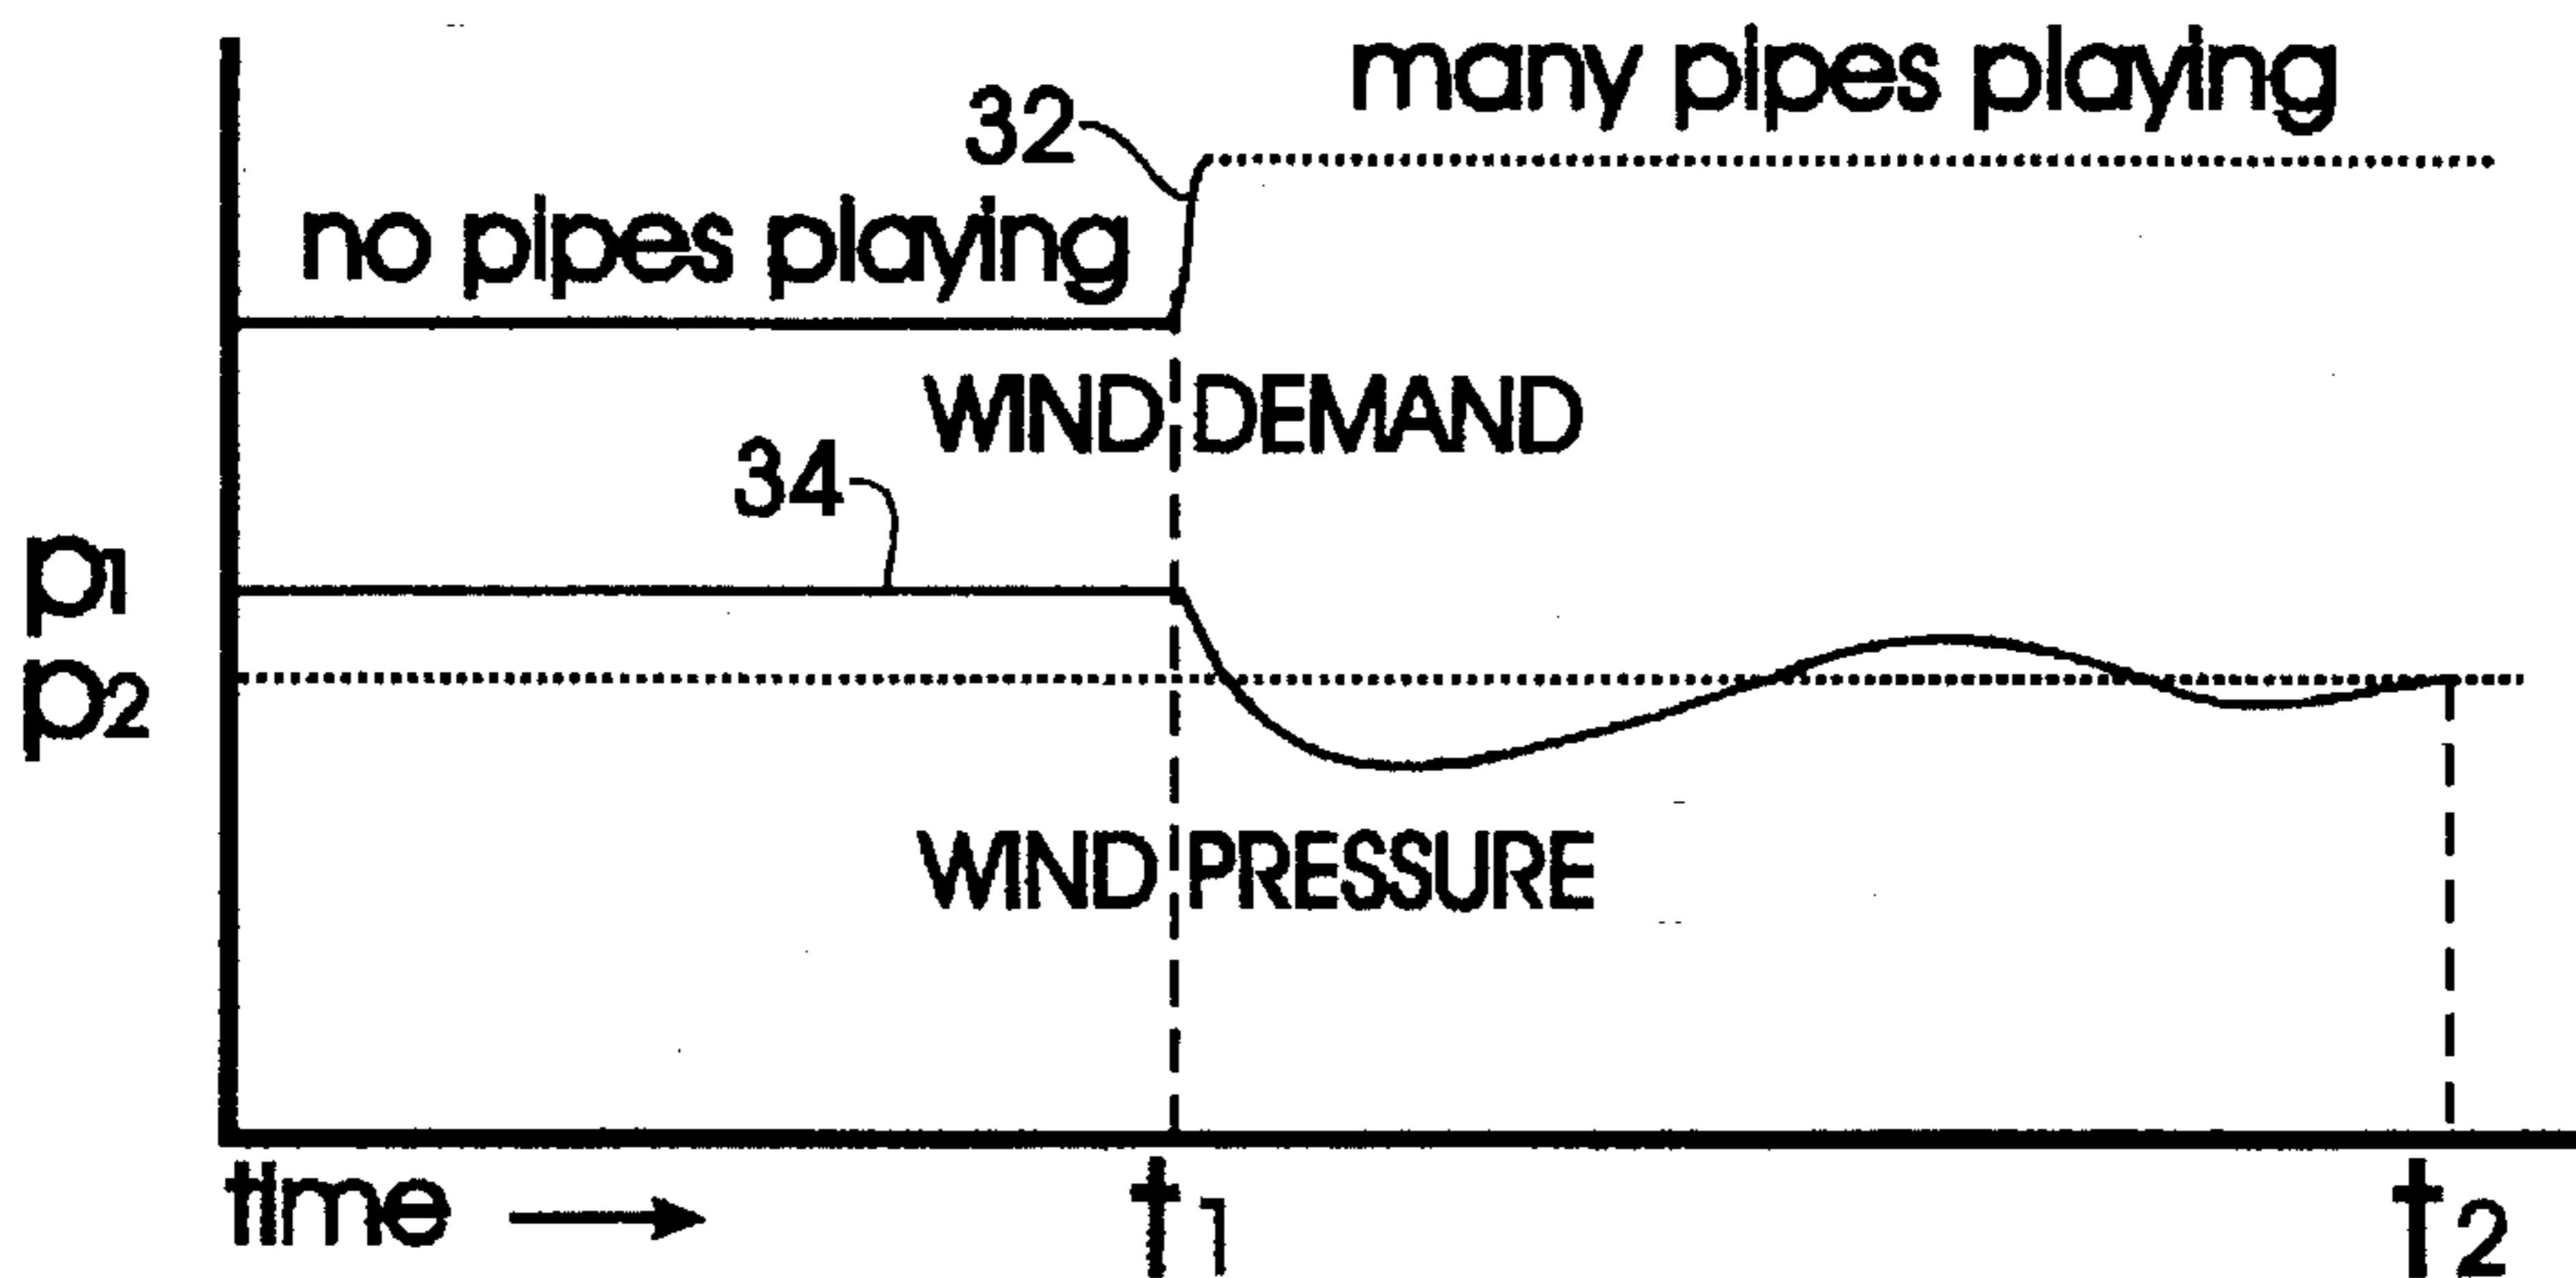 many pipes playing
32
no pipes playing
WIND DEMAND
34
p1
p2
WIND PRESSURE
time
t1
t2